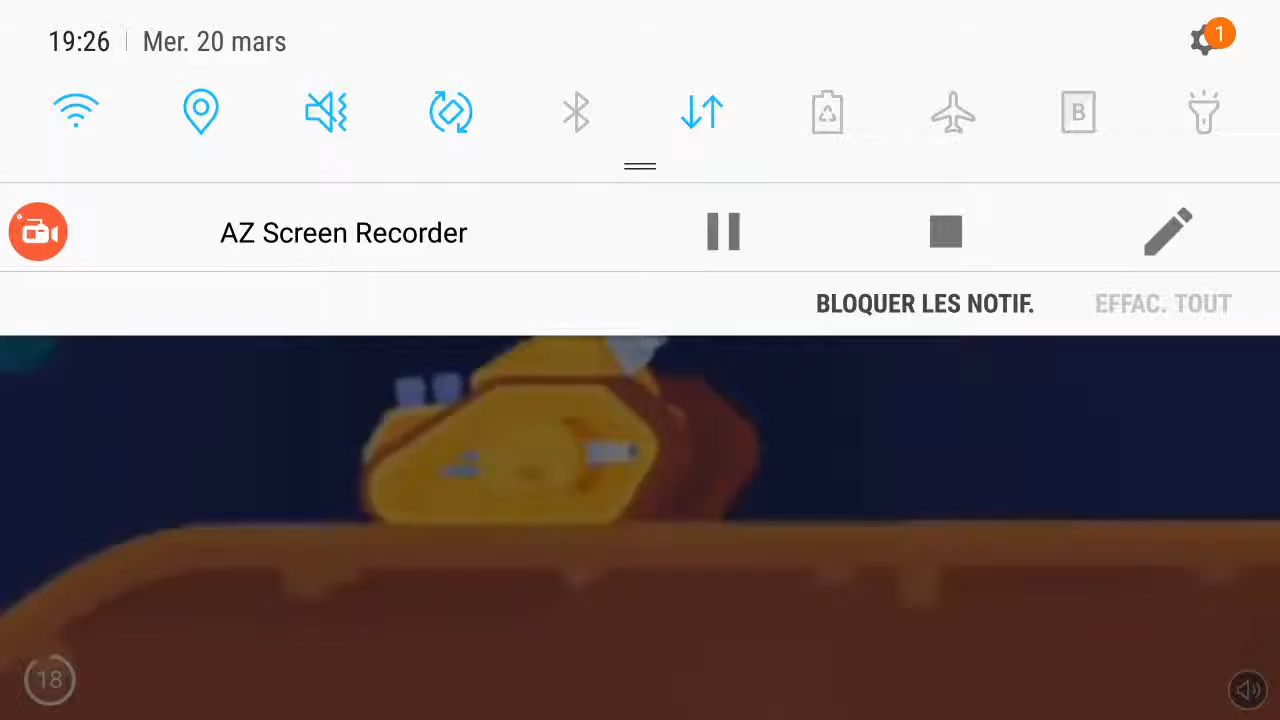 19:26 Mer. 20 mars
1
B
AZ Screen Recorder
BLOQUER LES NOTIF. EFFAC. TOUT
18